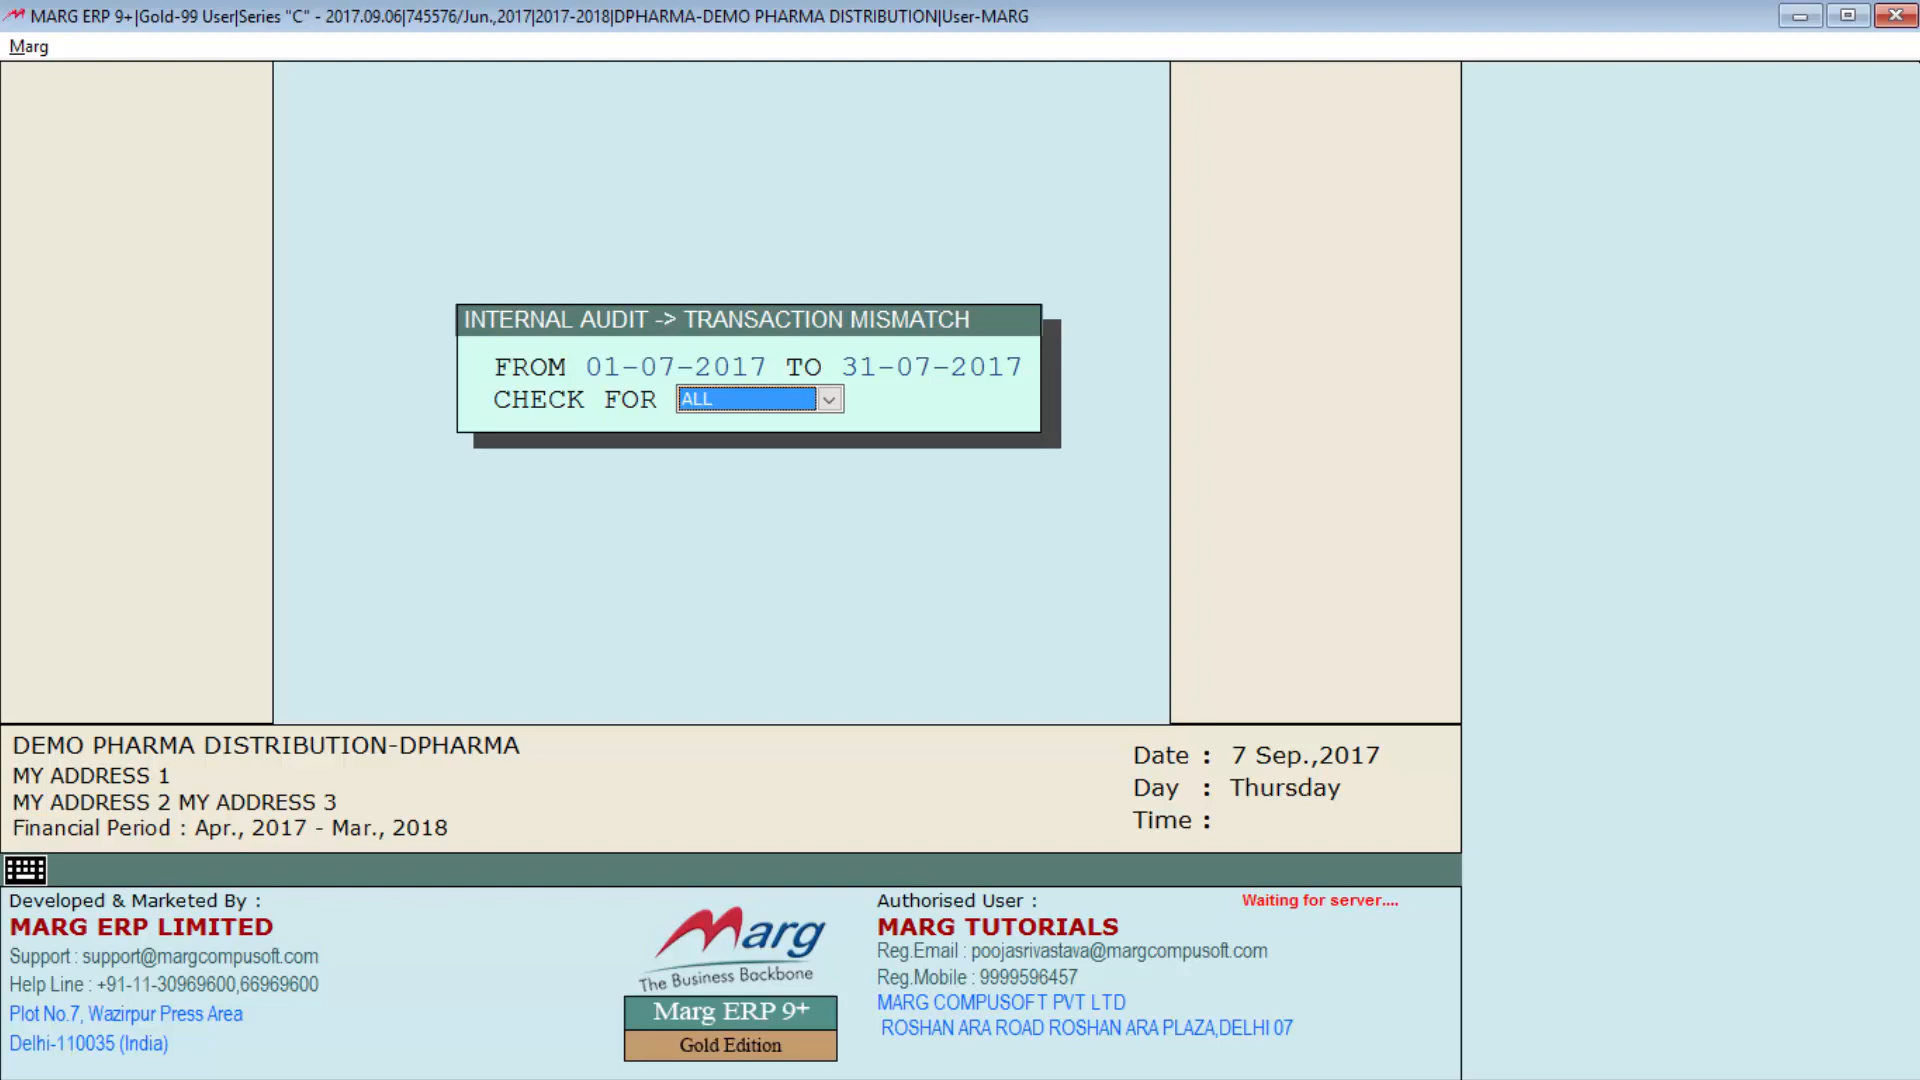 MARG ERP 9+|Gold-99 User|Series "C" - 2017.09.06|745576/Jun.,2017|2017-2018|DPHARMA-DEMO PHARMA DISTRIBUTION|User-MARG
Marg
INTERNAL AUDIT -> TRANSACTION MISMATCH
FROM 01-07-2017 TO 31-07-2017
CHECK FOR ALL
DEMO PHARMA DISTRIBUTION-DPHARMA
MY ADDRESS 1
MY ADDRESS 2 MY ADDRESS 3
Financial Period : Apr., 2017 - Mar., 2018
Date : 7 Sep.,2017
Day : Thursday
Time :
Developed & Marketed By :
MARG ERP LIMITED
Support : support@margcompusoft.com
Help Line : +91-11-30969600,66969600
Plot No.7, Wazirpur Press Area
Delhi-110035 (India)
Marg
The Business Backbone
Marg ERP 9+
Gold Edition
Authorised User :
Waiting for server....
MARG TUTORIALS
Reg.Email : poojasrivastava@margcompusoft.com
Reg.Mobile : 9999596457
MARG COMPUSOFT PVT LTD
ROSHAN ARA ROAD ROSHAN ARA PLAZA,DELHI 07